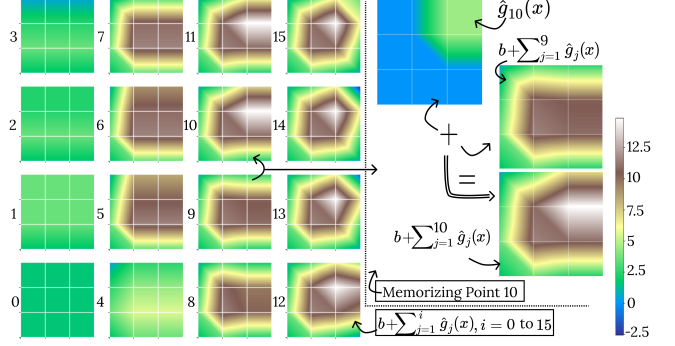 3 7 11 15
2 6 10 14
1 5 9 13
0 4 8 12
ĝ₁₀(x)
b+∑⁹ⱼ₌₁ ĝⱼ(x)
+
=
b+∑¹⁰ⱼ₌₁ ĝⱼ(x)
Memorizing Point 10
b+∑ⁱⱼ₌₁ ĝⱼ(x), i = 0 to 15
12.5
10
7.5
5
2.5
0
-2.5